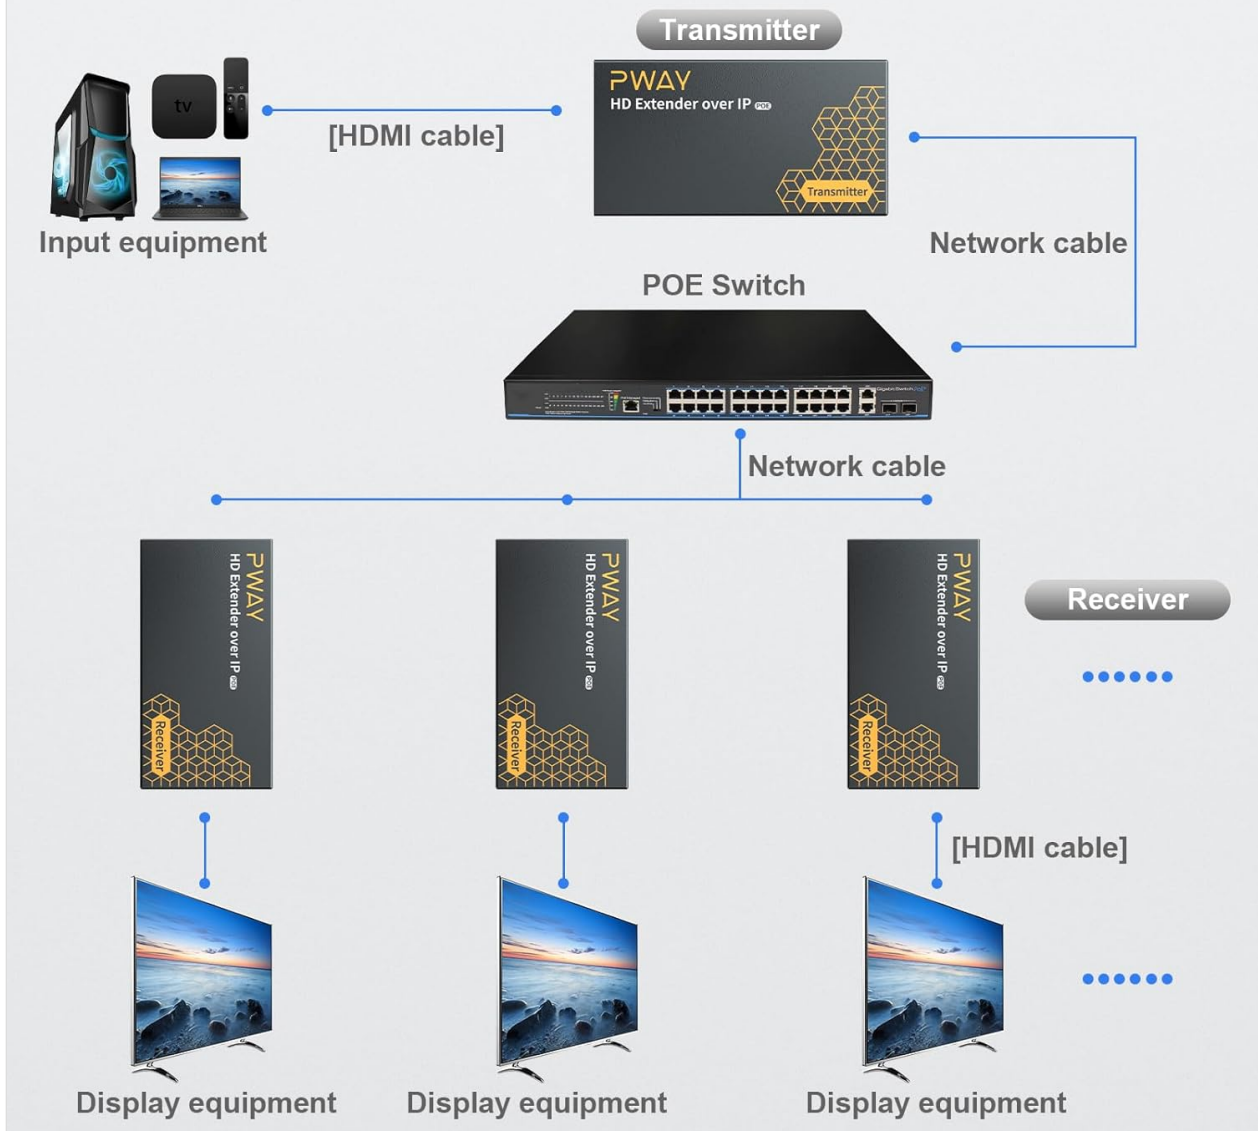 Transmitter
PWAY
HD Extender over IP POE
Transmitter
tv
[HDMI cable]
Input equipment
Network cable
POE Switch
Network cable
PWAY
HD Extender over IP POE
Receiver
PWAY
HD Extender over IP POE
Receiver
PWAY
HD Extender over IP POE
Receiver
Receiver
[HDMI cable]
Display equipment
Display equipment
Display equipment